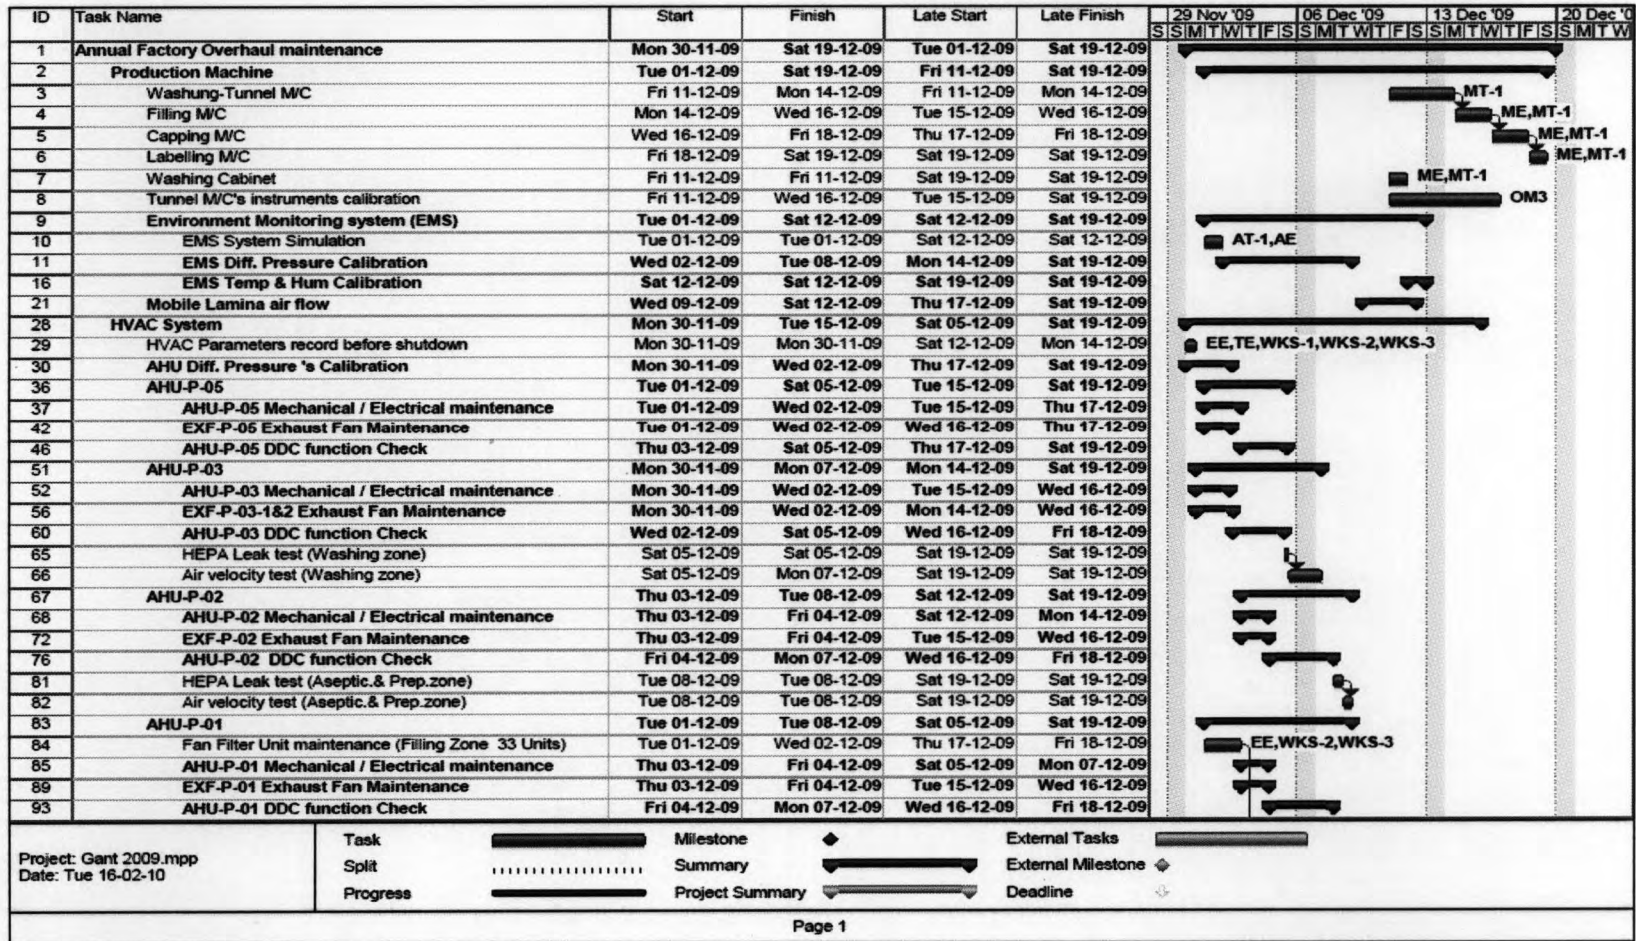 ID Task Name Start Finish Late Start Late Finish 29 Nov '09 06 Dec '09 13 Dec '09 20 Dec '0
S S M T W T F S S M T W T F S S M T W T F S S M T W
1 Annual Factory Overhaul maintenance Mon 30-11-09 Sat 19-12-09 Tue 01-12-09 Sat 19-12-09
2 Production Machine Tue 01-12-09 Sat 19-12-09 Fri 11-12-09 Sat 19-12-09
3 Washung-Tunnel M/C Fri 11-12-09 Mon 14-12-09 Fri 11-12-09 Mon 14-12-09 MT-1
4 Filling M/C Mon 14-12-09 Wed 16-12-09 Tue 15-12-09 Wed 16-12-09 ME,MT-1
5 Capping M/C Wed 16-12-09 Fri 18-12-09 Thu 17-12-09 Fri 18-12-09 ME,MT-1
6 Labelling M/C Fri 18-12-09 Sat 19-12-09 Sat 19-12-09 Sat 19-12-09 ME,MT-1
7 Washing Cabinet Fri 11-12-09 Fri 11-12-09 Sat 19-12-09 Sat 19-12-09 ME,MT-1
8 Tunnel M/C's instruments calibration Fri 11-12-09 Wed 16-12-09 Tue 15-12-09 Sat 19-12-09 OM3
9 Environment Monitoring system (EMS) Tue 01-12-09 Sat 12-12-09 Sat 12-12-09 Sat 19-12-09
10 EMS System Simulation Tue 01-12-09 Tue 01-12-09 Sat 12-12-09 Sat 12-12-09 AT-1,AE
11 EMS Diff. Pressure Calibration Wed 02-12-09 Tue 08-12-09 Mon 14-12-09 Sat 19-12-09
16 EMS Temp & Hum Calibration Sat 12-12-09 Sat 12-12-09 Sat 19-12-09 Sat 19-12-09
21 Mobile Lamina air flow Wed 09-12-09 Sat 12-12-09 Thu 17-12-09 Sat 19-12-09
28 HVAC System Mon 30-11-09 Tue 15-12-09 Sat 05-12-09 Sat 19-12-09
29 HVAC Parameters record before shutdown Mon 30-11-09 Mon 30-11-09 Sat 12-12-09 Mon 14-12-09 EE,TE,WKS-1,WKS-2,WKS-3
30 AHU Diff. Pressure 's Calibration Mon 30-11-09 Wed 02-12-09 Thu 17-12-09 Sat 19-12-09
36 AHU-P-05 Tue 01-12-09 Sat 05-12-09 Tue 15-12-09 Sat 19-12-09
37 AHU-P-05 Mechanical / Electrical maintenance Tue 01-12-09 Wed 02-12-09 Tue 15-12-09 Thu 17-12-09
42 EXF-P-05 Exhaust Fan Maintenance Tue 01-12-09 Wed 02-12-09 Wed 16-12-09 Thu 17-12-09
46 AHU-P-05 DDC function Check Thu 03-12-09 Sat 05-12-09 Thu 17-12-09 Sat 19-12-09
51 AHU-P-03 Mon 30-11-09 Mon 07-12-09 Mon 14-12-09 Sat 19-12-09
52 AHU-P-03 Mechanical / Electrical maintenance Mon 30-11-09 Wed 02-12-09 Tue 15-12-09 Wed 16-12-09
56 EXF-P-03-1&2 Exhaust Fan Maintenance Mon 30-11-09 Wed 02-12-09 Mon 14-12-09 Wed 16-12-09
60 AHU-P-03 DDC function Check Wed 02-12-09 Sat 05-12-09 Wed 16-12-09 Fri 18-12-09
65 HEPA Leak test (Washing zone) Sat 05-12-09 Sat 05-12-09 Sat 19-12-09 Sat 19-12-09
66 Air velocity test (Washing zone) Sat 05-12-09 Mon 07-12-09 Sat 19-12-09 Sat 19-12-09
67 AHU-P-02 Thu 03-12-09 Tue 08-12-09 Sat 12-12-09 Sat 19-12-09
68 AHU-P-02 Mechanical / Electrical maintenance Thu 03-12-09 Fri 04-12-09 Sat 12-12-09 Mon 14-12-09
72 EXF-P-02 Exhaust Fan Maintenance Thu 03-12-09 Fri 04-12-09 Tue 15-12-09 Wed 16-12-09
76 AHU-P-02 DDC function Check Fri 04-12-09 Mon 07-12-09 Wed 16-12-09 Fri 18-12-09
81 HEPA Leak test (Aseptic.& Prep.zone) Tue 08-12-09 Tue 08-12-09 Sat 19-12-09 Sat 19-12-09
82 Air velocity test (Aseptic.& Prep.zone) Tue 08-12-09 Tue 08-12-09 Sat 19-12-09 Sat 19-12-09
83 AHU-P-01 Tue 01-12-09 Tue 08-12-09 Sat 05-12-09 Sat 19-12-09
84 Fan Filter Unit maintenance (Filling Zone 33 Units) Tue 01-12-09 Wed 02-12-09 Thu 17-12-09 Fri 18-12-09 EE,WKS-2,WKS-3
85 AHU-P-01 Mechanical / Electrical maintenance Thu 03-12-09 Fri 04-12-09 Sat 05-12-09 Mon 07-12-09
89 EXF-P-01 Exhaust Fan Maintenance Thu 03-12-09 Fri 04-12-09 Tue 15-12-09 Wed 16-12-09
93 AHU-P-01 DDC function Check Fri 04-12-09 Mon 07-12-09 Wed 16-12-09 Fri 18-12-09
Project: Gant 2009.mpp
Date: Tue 16-02-10
Task Milestone External Tasks
Split Summary External Milestone
Progress Project Summary Deadline
Page 1